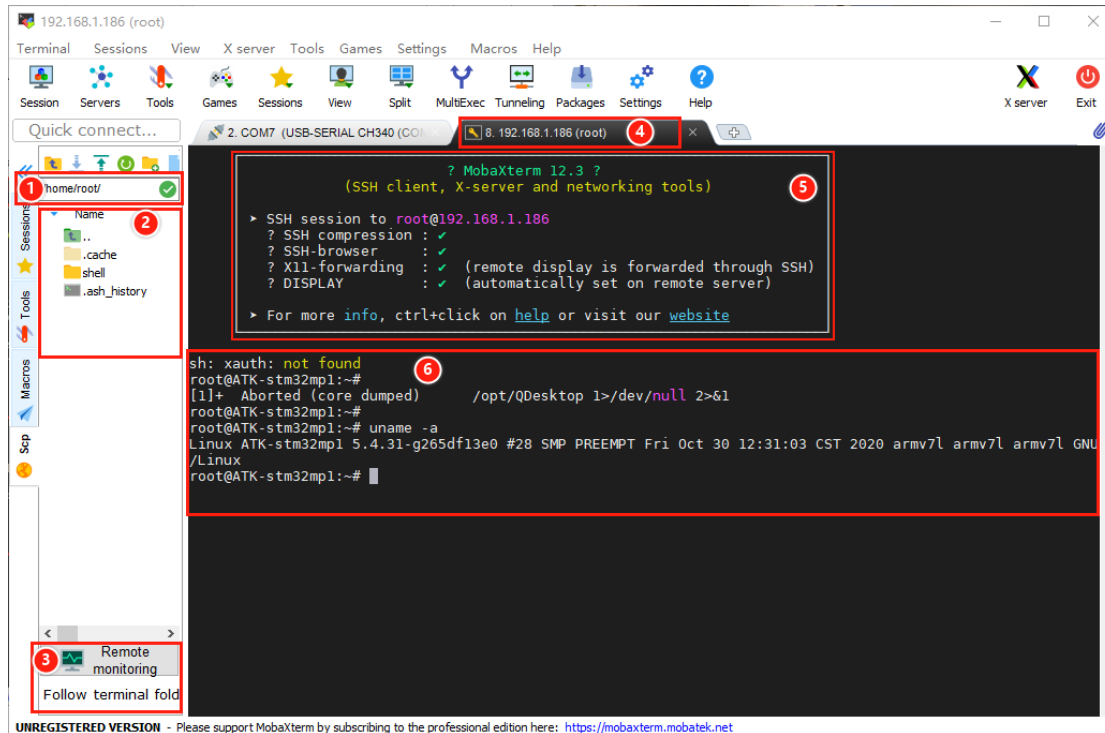 192.168.1.186 (root)
Terminal Sessions View X server Tools Games Settings Macros Help
Session Servers Tools Games Sessions View Split MultiExec Tunneling Packages Settings Help X server Exit
Quick connect...
2. COM7 (USB-SERIAL CH340 (CO
8. 192.168.1.186 (root)
4
1
/home/root/
Name
2
..
.cache
shell
.ash_history
Sessions
Tools
Macros
Scp
? MobaXterm 12.3 ?
(SSH client, X-server and networking tools)
5
➤ SSH session to root@192.168.1.186
? SSH compression : ✔
? SSH-browser : ✔
? X11-forwarding : ✔ (remote display is forwarded through SSH)
? DISPLAY : ✔ (automatically set on remote server)
➤ For more info, ctrl+click on help or visit our website
6
sh: xauth: not found
root@ATK-stm32mp1:~#
[1]+ Aborted (core dumped) /opt/QDesktop 1>/dev/null 2>&1
root@ATK-stm32mp1:~#
root@ATK-stm32mp1:~# uname -a
Linux ATK-stm32mp1 5.4.31-g265df13e0 #28 SMP PREEMPT Fri Oct 30 12:31:03 CST 2020 armv7l armv7l armv7l GNU
/Linux
root@ATK-stm32mp1:~#
3
Remote
monitoring
Follow terminal fold
UNREGISTERED VERSION - Please support MobaXterm by subscribing to the professional edition here: https://mobaxterm.mobatek.net